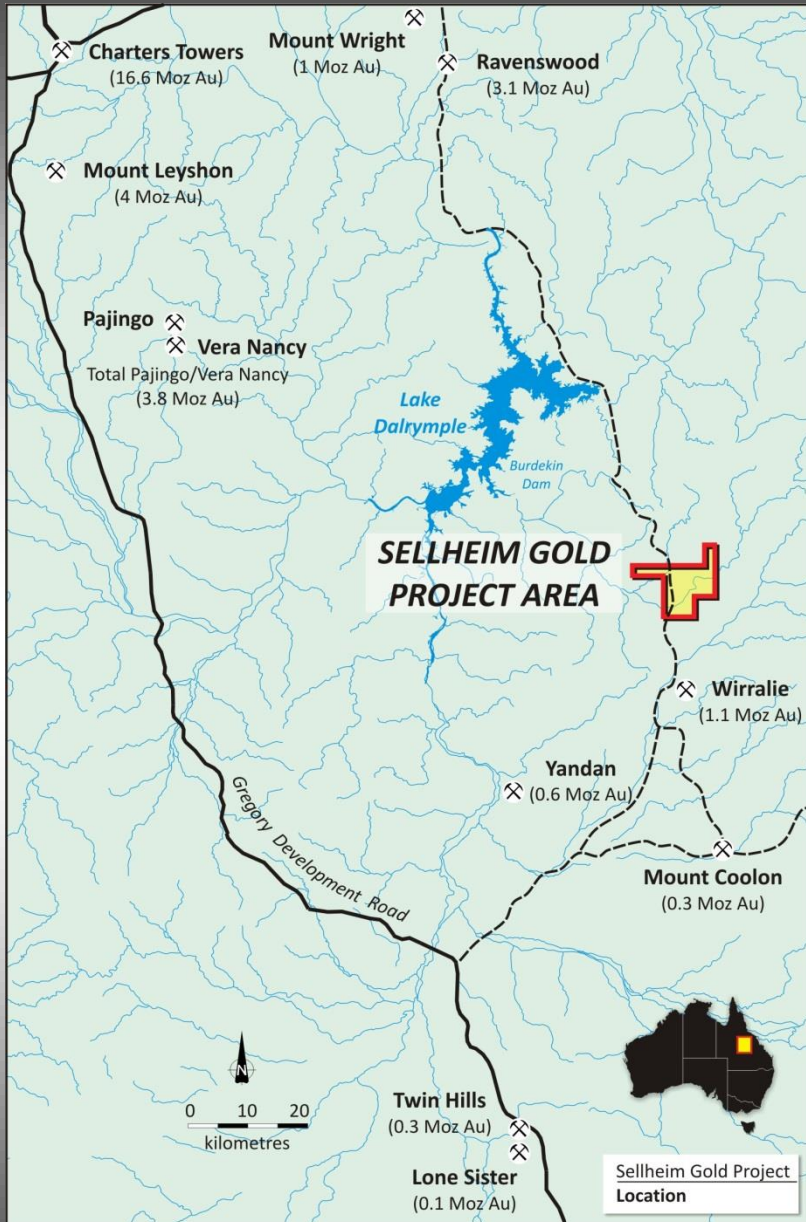 Mount Wright
(1 Moz Au)
Charters Towers
(16.6 Moz Au)
Ravenswood
(3.1 Moz Au)
Mount Leyshon
(4 Moz Au)
Pajingo
Vera Nancy
Total Pajingo/Vera Nancy
(3.8 Moz Au)
Lake
Dalrymple
Burdekin
Dam
SELLHEIM GOLD
PROJECT AREA
Wirralie
(1.1 Moz Au)
Yandan
(0.6 Moz Au)
Gregory Development Road
Mount Coolon
(0.3 Moz Au)
N
0 10 20
kilometres
Twin Hills
(0.3 Moz Au)
Lone Sister
(0.1 Moz Au)
Sellheim Gold Project
Location